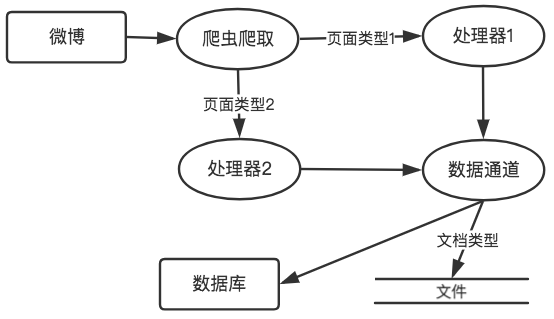 微博
爬虫爬取
页面类型1
处理器1
页面类型2
处理器2
数据通道
文档类型
数据库
文件